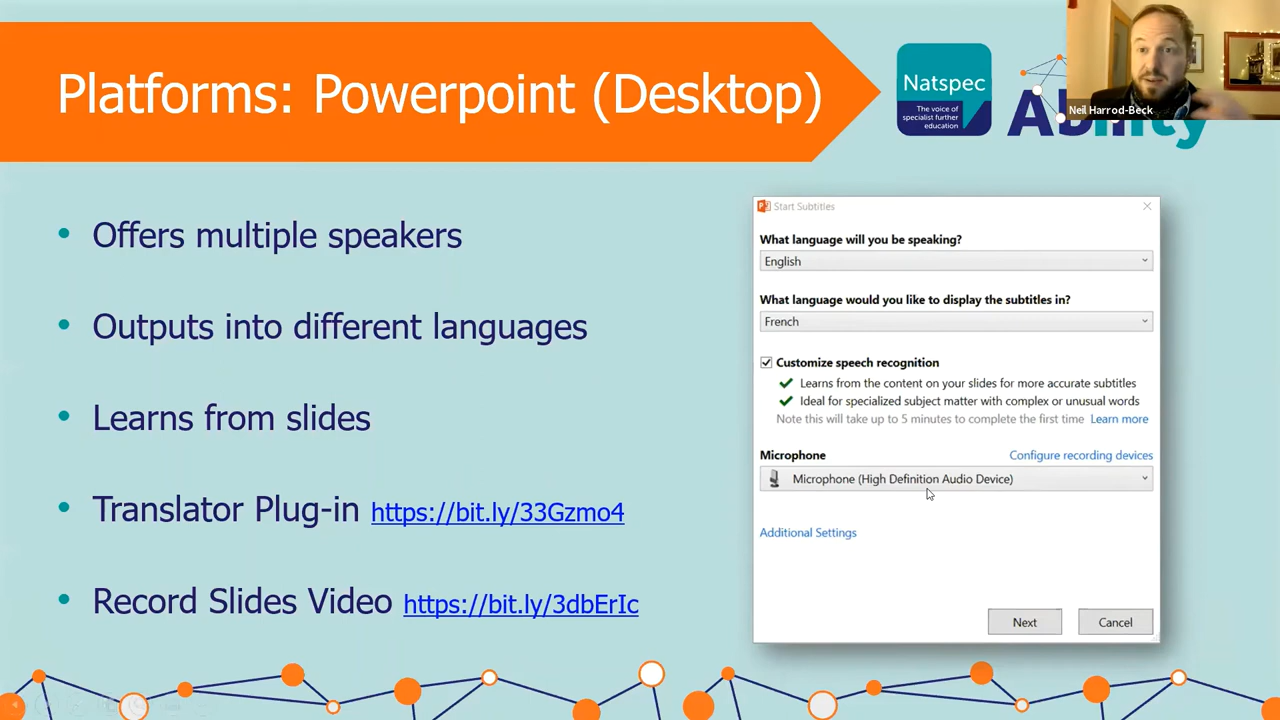 Platforms: Powerpoint (Desktop)
Natspec
The voice of
specialist further
education
Neil Harrod-Beck
Offers multiple speakers
Outputs into different languages
Learns from slides
Translator Plug-in https://bit.ly/33Gzmo4
Record Slides Video https://bit.ly/3dbErIc
Start Subtitles
What language will you be speaking?
English
What language would you like to display the subtitles in?
French
Customize speech recognition
Learns from the content on your slides for more accurate subtitles
Ideal for specialized subject matter with complex or unusual words
Note this will take up to 5 minutes to complete the first time Learn more
Microphone Configure recording devices
Microphone (High Definition Audio Device)
Additional Settings
Next Cancel